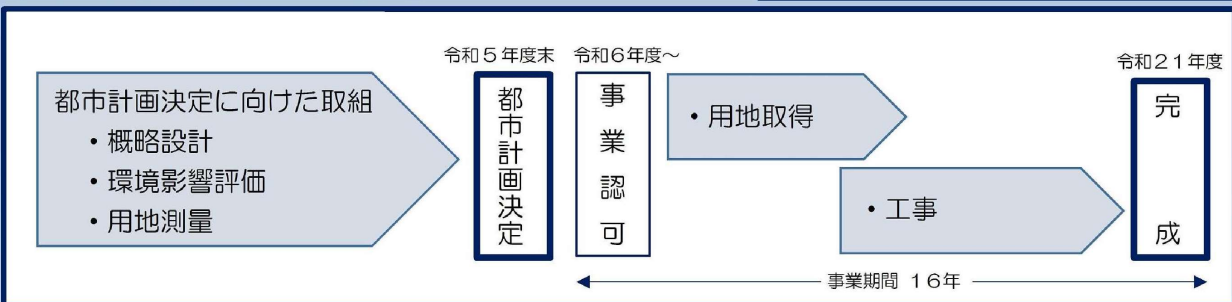 都市計画決定に向けた取組
・概略設計
・環境影響評価
・用地測量
令和5年度末
都市計画決定
令和6年度～
事業認可
・用地取得
・工事
令和21年度
完成
事業期間 16年